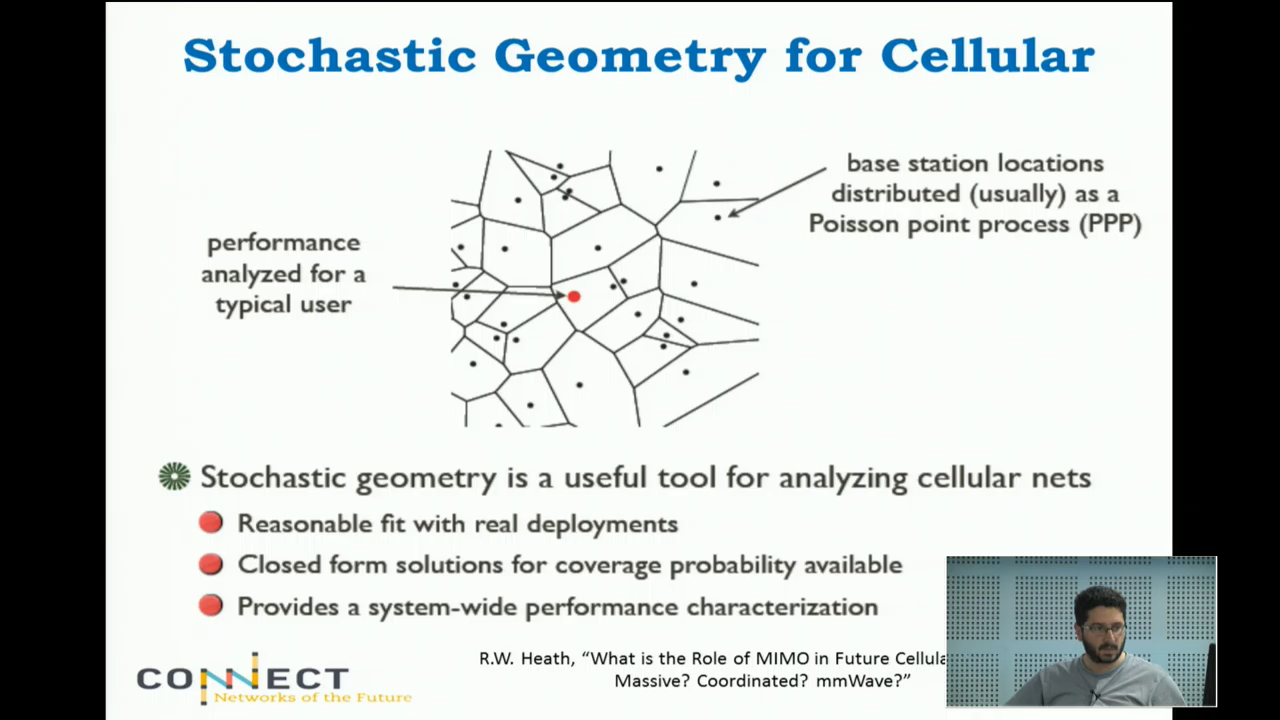 Stochastic Geometry for Cellular
base station locations
distributed (usually) as a
Poisson point process (PPP)
performance
analyzed for a
typical user
Stochastic geometry is a useful tool for analyzing cellular nets
Reasonable fit with real deployments
Closed form solutions for coverage probability available
Provides a system-wide performance characterization
R.W. Heath, “What is the Role of MIMO in Future
Massive? Coordinated? mmWave?”
CONNECT
Networks of the Future